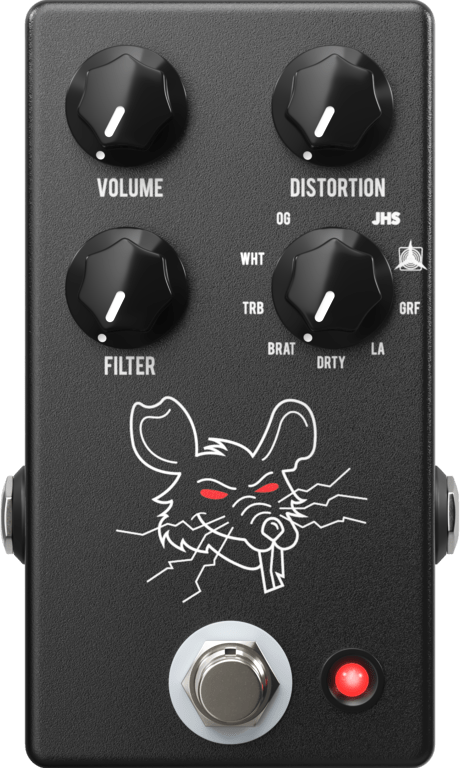 VOLUME
DISTORTION
OG
JHS
WHT
TRB
GRF
BRAT
LA
DRTY
FILTER